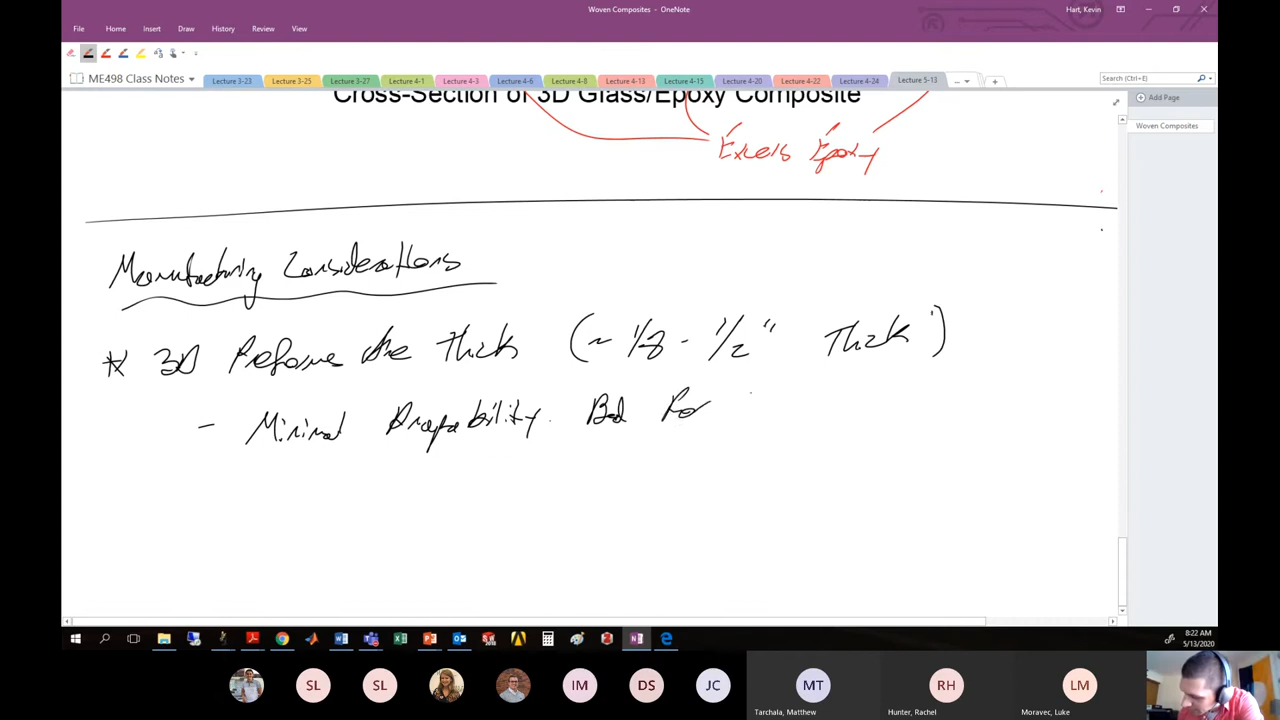 Woven Composites - OneNote
Hart, Kevin
File Home Insert Draw History Review View
ME498 Class Notes
Lecture 3-23 Lecture 3-25 Lecture 3-27 Lecture 4-1 Lecture 4-3 Lecture 4-6 Lecture 4-8 Lecture 4-13 Lecture 4-15 Lecture 4-20 Lecture 4-22 Lecture 4-24 Lecture 5-13
Search (Ctrl+E)
Add Page
Woven Composites
Cross-Section of 3D Glass/Epoxy Composite
Excess Epoxy
Manufacturing Considerations
* 3D Preforms Are Thick (~ 1/8 - 1/2" Thick)
- Minimal Drapability. Bad For
8:22 AM
5/13/2020
SL SL IM DS JC MT RH LM
Tarchala, Matthew Hunter, Rachel Moravec, Luke